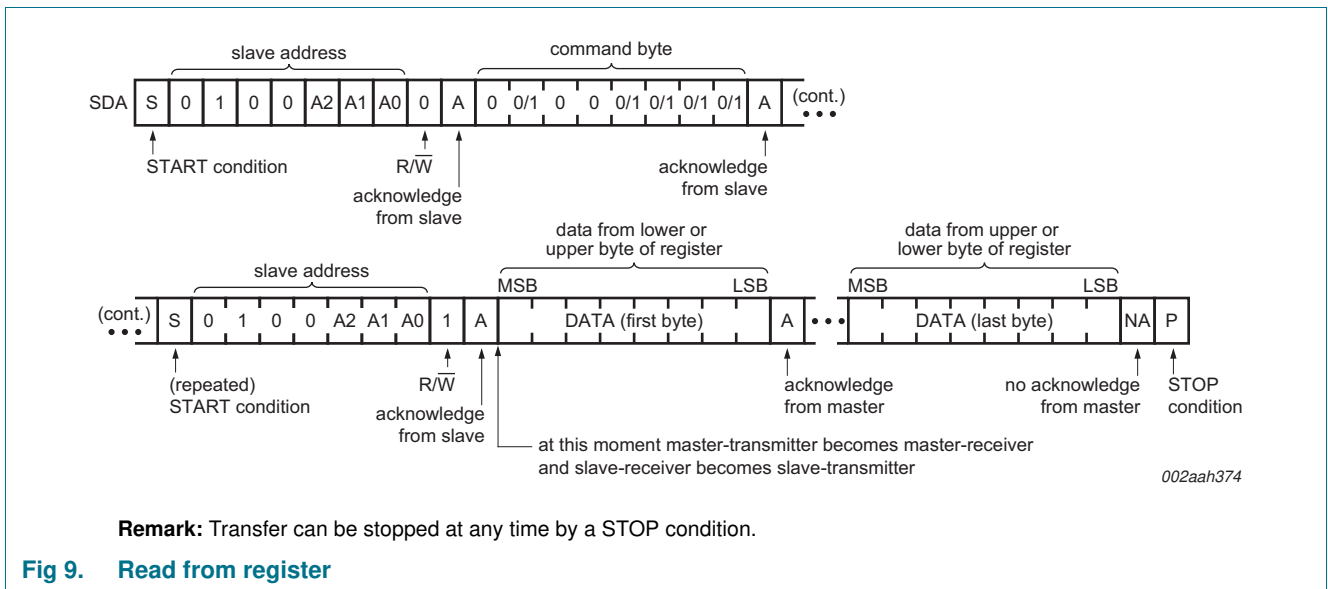 slave address
command byte
SDA S 0 1 0 0 A2 A1 A0 0 A 0 0/1 0 0 0/1 0/1 0/1 0/1 A (cont.)
START condition
R/W̅
acknowledge
from slave
acknowledge
from slave
data from lower or
upper byte of register
data from upper or
lower byte of register
slave address
MSB LSB MSB LSB
(cont.) S 0 1 0 0 A2 A1 A0 1 A DATA (first byte) A DATA (last byte) NA P
(repeated)
START condition
R/W̅
acknowledge
from slave
acknowledge
from master
no acknowledge
from master
STOP
condition
at this moment master-transmitter becomes master-receiver
and slave-receiver becomes slave-transmitter
002aah374
Remark: Transfer can be stopped at any time by a STOP condition.
Fig 9. Read from register